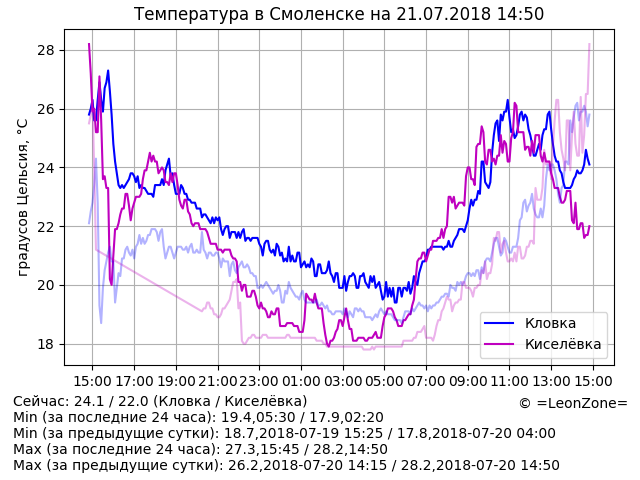 Температура в Смоленске на 21.07.2018 14:50
градусов Цельсия, °C
28
26
24
22
20
18
15:00 17:00 19:00 21:00 23:00 01:00 03:00 05:00 07:00 09:00 11:00 13:00 15:00
Кловка
Киселёвка
Сейчас: 24.1 / 22.0 (Кловка / Киселёвка)
© =LeonZone=
Min (за последние 24 часа): 19.4,05:30 / 17.9,02:20
Min (за предыдущие сутки): 18.7,2018-07-19 15:25 / 17.8,2018-07-20 04:00
Max (за последние 24 часа): 27.3,15:45 / 28.2,14:50
Max (за предыдущие сутки): 26.2,2018-07-20 14:15 / 28.2,2018-07-20 14:50